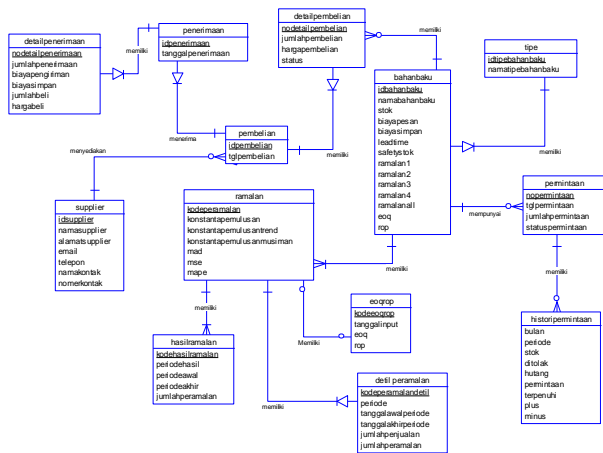 detailpenerimaan
nodetailpenerimaan
jumlahpenerimaan
biayapengiriman
biayasimpan
jumlahbeli
hargabeli
memiliki
penerimaan
idpenerimaan
tanggalpenerimaan
detailpembelian
nodetailpembelian
jumlahpembelian
hargapembelian
status
memiliki
tipe
idtipebahanbaku
namatipebahanbaku
bahanbaku
idbahanbaku
namabahanbaku
stok
biayapesan
biayasimpan
leadtime
safetystok
ramalan1
ramalan2
ramalan3
ramalan4
ramalanall
eoq
rop
memiliki
menerima
pembelian
idpembelian
tglpembelian
memiliki
menyediakan
supplier
idsupplier
namasupplier
alamatsupplier
email
telepon
namakontak
nomerkontak
ramalan
kodeperamalan
konstantapemulusan
konstantapemulusantrend
konstantapemulusanmusiman
mad
mse
mape
mempunyai
permintaan
nopermintaan
tglpermintaan
jumlahpermintaan
statuspermintaan
memiliki
memiliki
memiliki
memiliki
Memiliki
eoqrop
kodeeoqrop
tanggalinput
eoq
rop
historipermintaan
bulan
periode
stok
ditolak
hutang
permintaan
terpenuhi
plus
minus
hasilramalan
kodehasilramalan
periodehasil
periodeawal
periodeakhir
jumlahperamalan
detil peramalan
kodeperamalandetil
periode
tanggalawalperiode
tanggalakhirperiode
jumlahpenjualan
jumlahperamalan